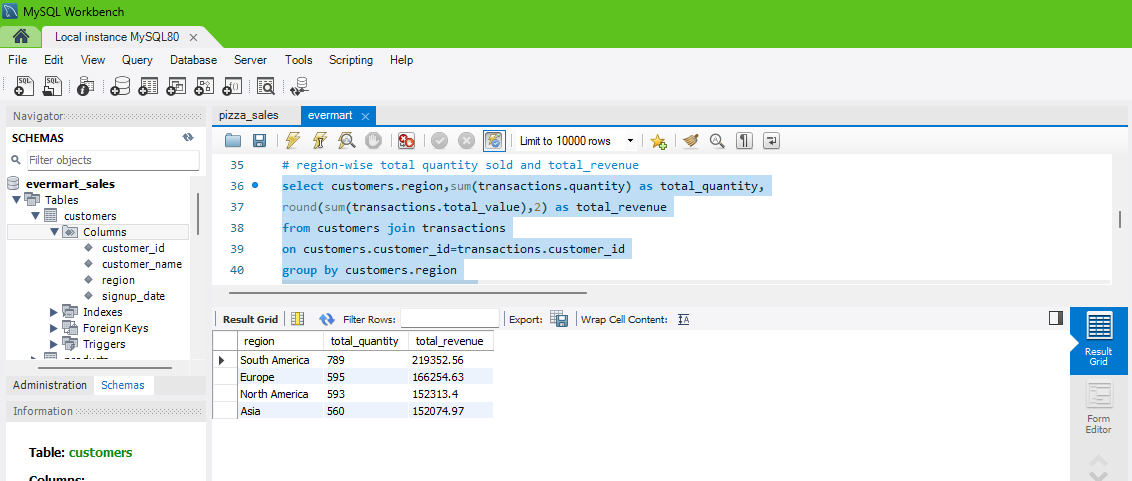 MySQL Workbench
Local instance MySQL80
File Edit View Query Database Server Tools Scripting Help
Navigator
SCHEMAS
Filter objects
evermart_sales
Tables
customers
Columns
customer_id
customer_name
region
signup_date
Indexes
Foreign Keys
Triggers
Administration Schemas
Information
Table: customers
Columns:
pizza_sales evermart
Limit to 10000 rows
35 # region-wise total quantity sold and total_revenue
36 select customers.region,sum(transactions.quantity) as total_quantity,
37 round(sum(transactions.total_value),2) as total_revenue
38 from customers join transactions
39 on customers.customer_id=transactions.customer_id
40 group by customers.region
Result Grid Filter Rows: Export: Wrap Cell Content:
region total_quantity total_revenue
South America 789 219352.56
Europe 595 166254.63
North America 593 152313.4
Asia 560 152074.97
Result
Grid
Form
Editor